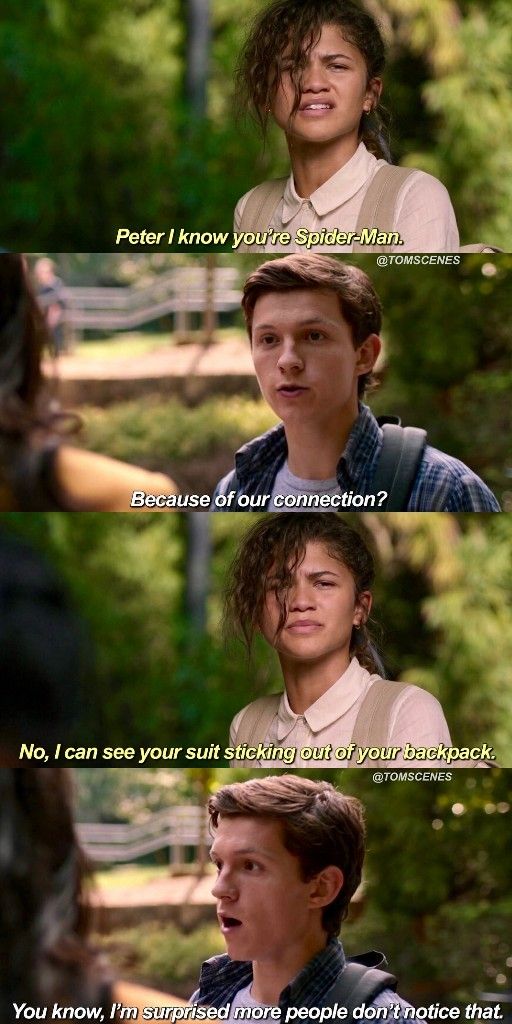 Peter I know you're Spider-Man.
@TOMSCENES
Because of our connection?
No, I can see your suit sticking out of your backpack.
@TOMSCENES
You know, I'm surprised more people don't notice that.